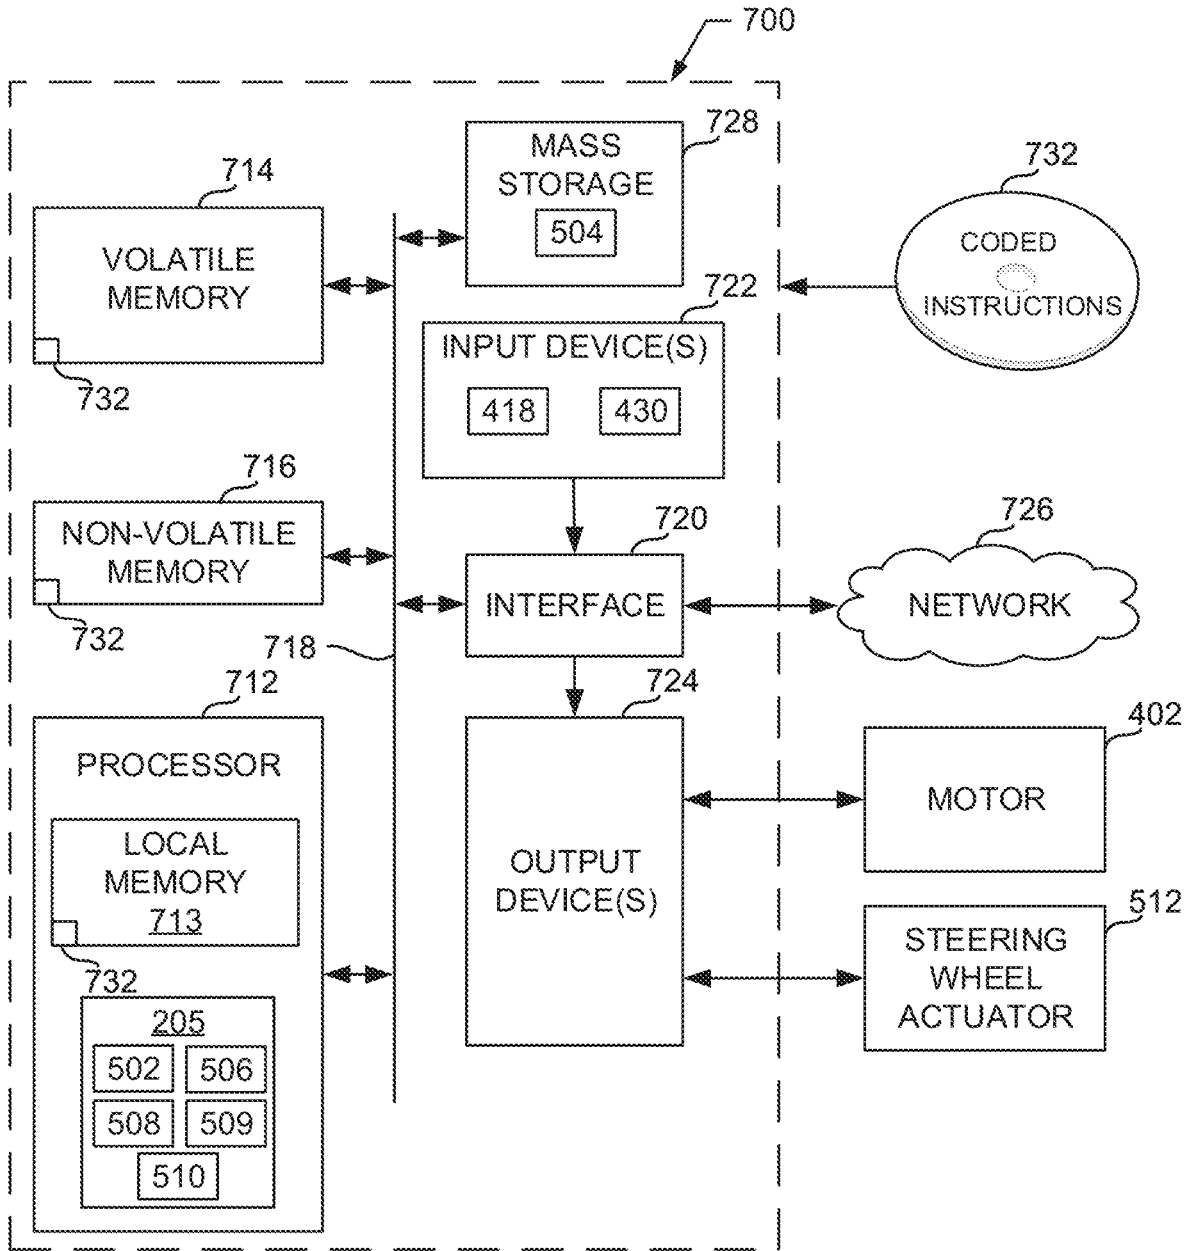 700
728
MASS
STORAGE
504
714
VOLATILE
MEMORY
732
732
CODED
INSTRUCTIONS
722
INPUT DEVICE(S)
418
430
716
NON-VOLATILE
MEMORY
732
720
INTERFACE
726
NETWORK
718
712
PROCESSOR
LOCAL
MEMORY
713
732
205
502
506
508
509
510
724
OUTPUT
DEVICE(S)
402
MOTOR
512
STEERING
WHEEL
ACTUATOR